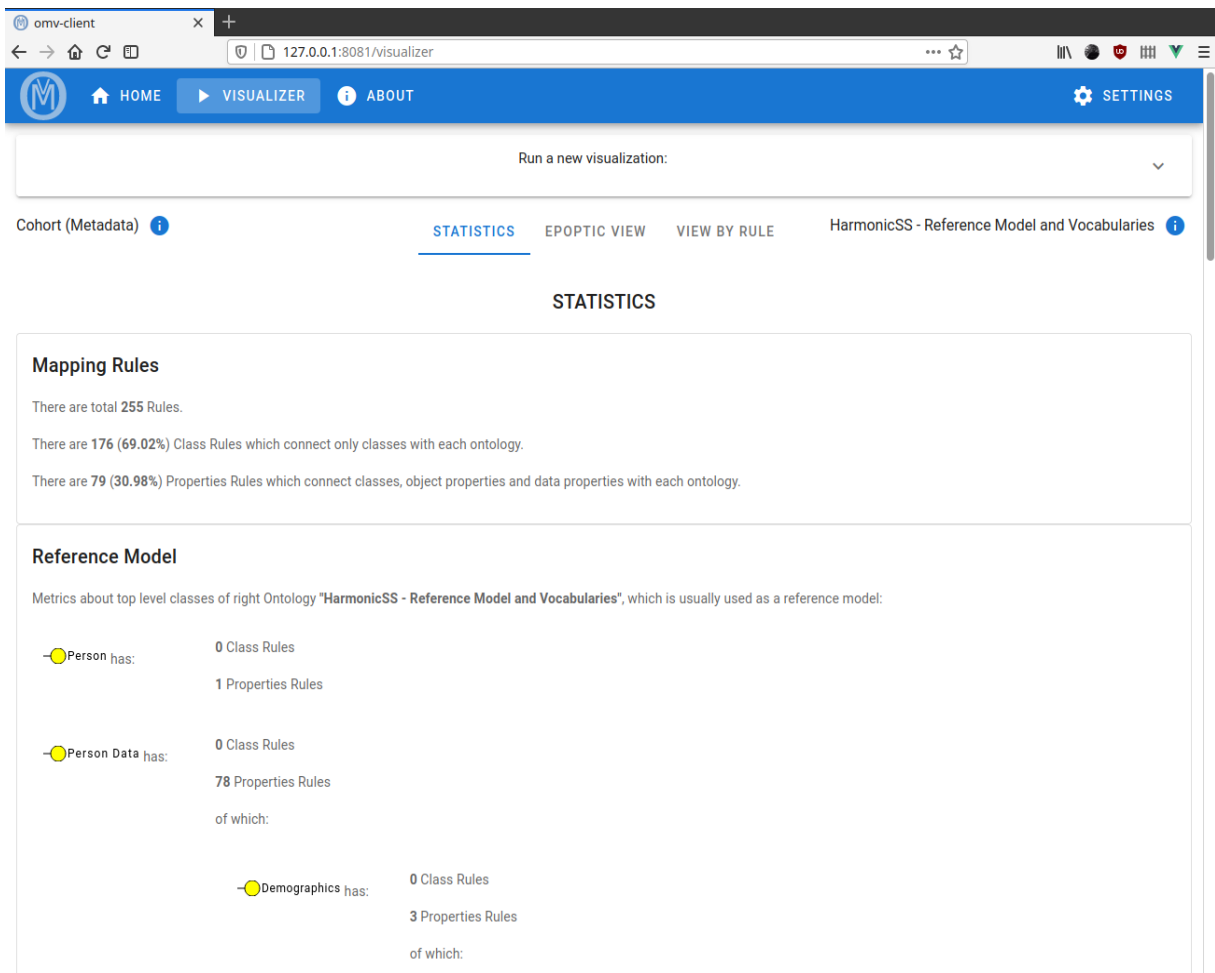 omv-client
127.0.0.1:8081/visualizer
HOME VISUALIZER ABOUT SETTINGS
Run a new visualization:
Cohort (Metadata) STATISTICS EPOPTIC VIEW VIEW BY RULE HarmonicSS - Reference Model and Vocabularies
STATISTICS
Mapping Rules
There are total 255 Rules.
There are 176 (69.02%) Class Rules which connect only classes with each ontology.
There are 79 (30.98%) Properties Rules which connect classes, object properties and data properties with each ontology.
Reference Model
Metrics about top level classes of right Ontology "HarmonicSS - Reference Model and Vocabularies", which is usually used as a reference model:
Person has: 0 Class Rules
1 Properties Rules
Person Data has: 0 Class Rules
78 Properties Rules
of which:
Demographics has: 0 Class Rules
3 Properties Rules
of which: